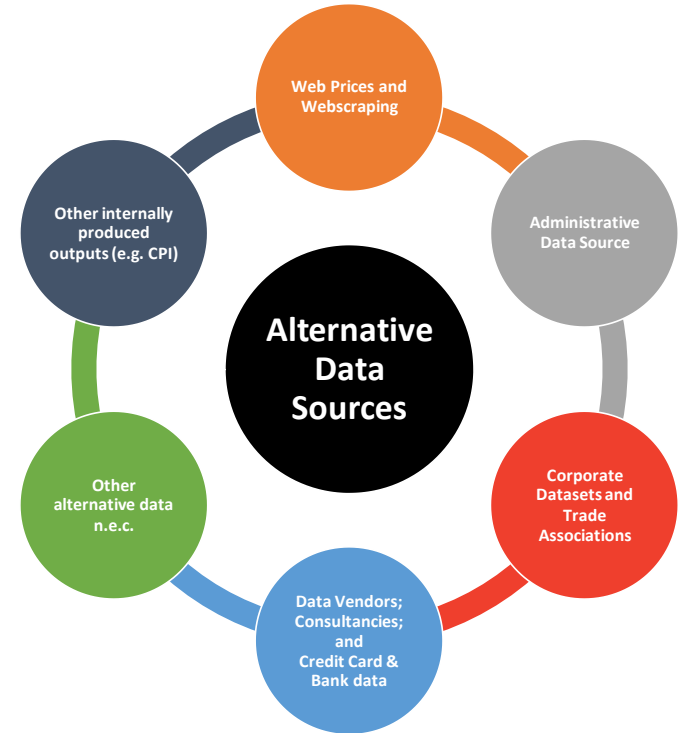 Web Prices and
Webscraping
Administrative
Data Source
Corporate
Datasets and
Trade
Associations
Data Vendors;
Consultancies;
and
Credit Card &
Bank data
Other
alternative data
n.e.c.
Other internally
produced
outputs (e.g. CPI)
Alternative
Data
Sources